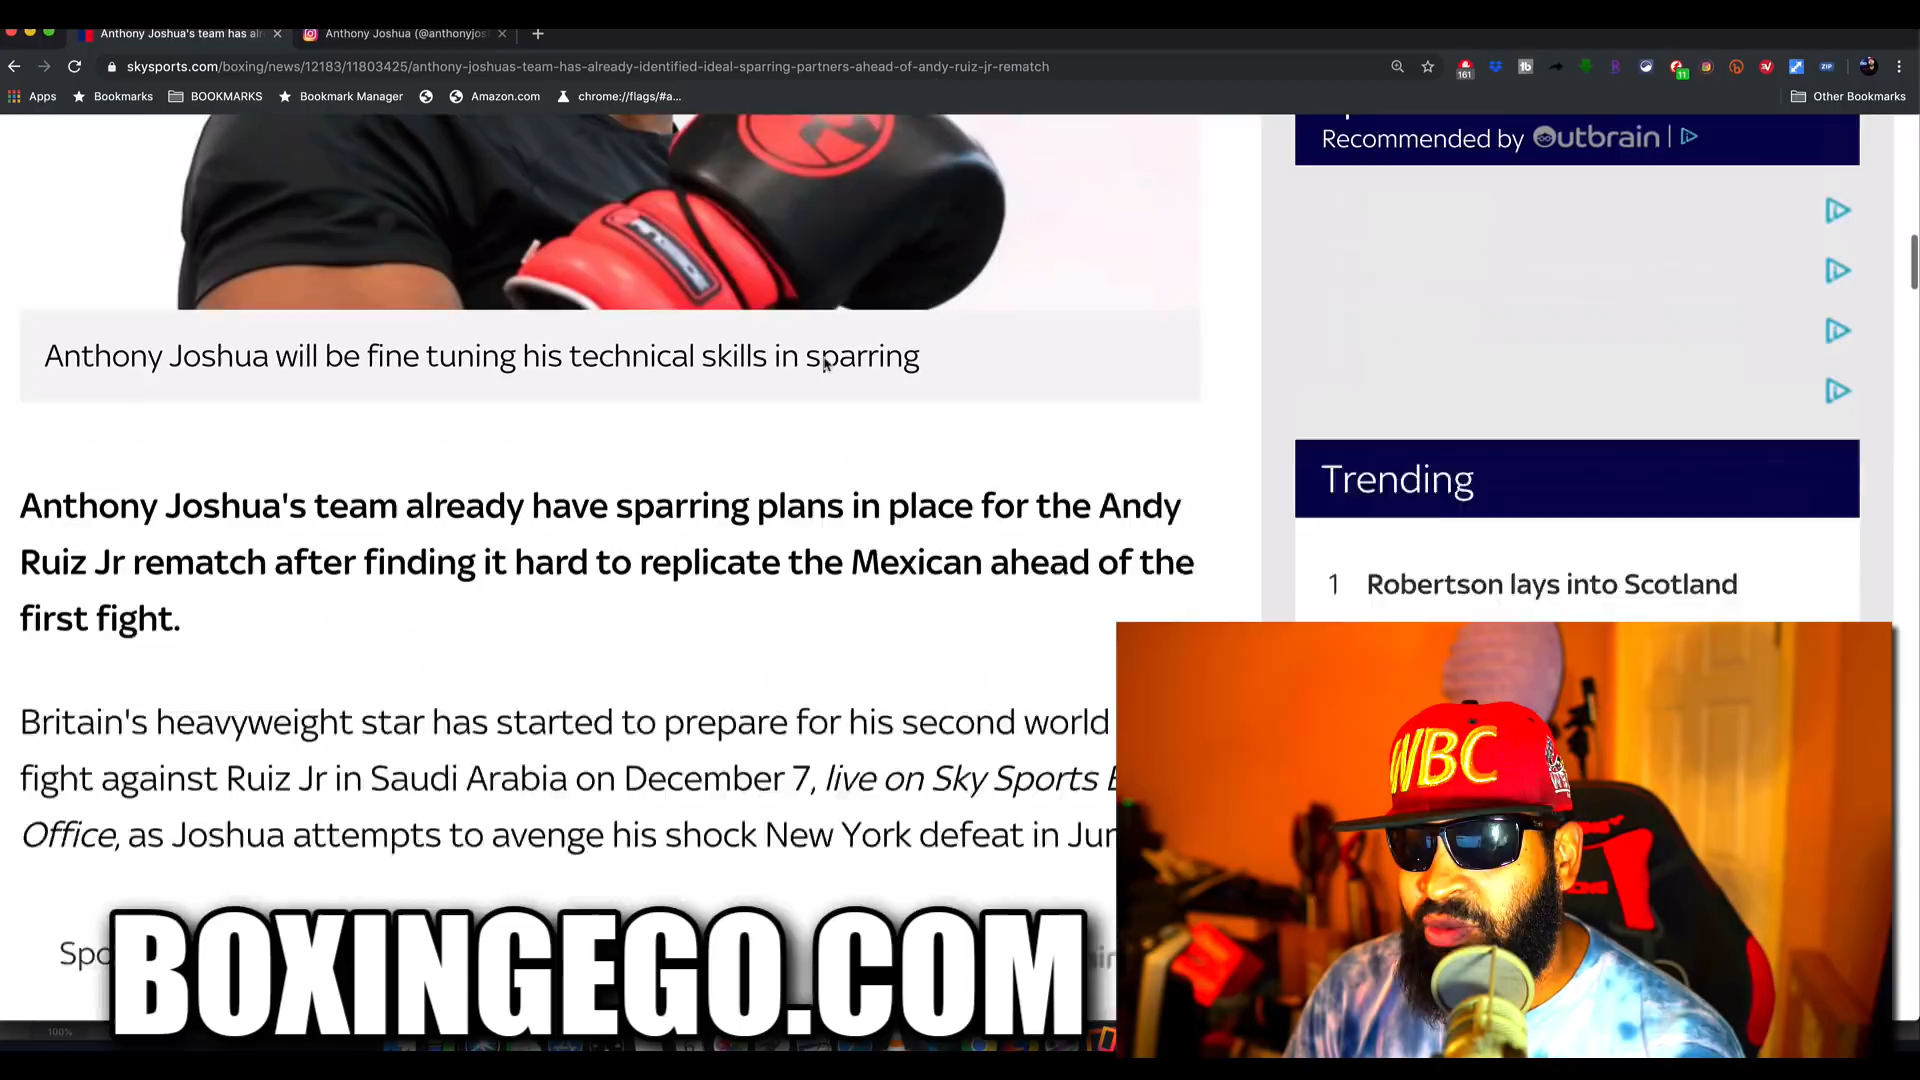 Anthony Joshua's team has alr
Anthony Joshua (@anthonyjos
skysports.com/boxing/news/12183/11803425/anthony-joshuas-team-has-already-identified-ideal-sparring-partners-ahead-of-andy-ruiz-jr-rematch
161
11
ZIP
Apps
Bookmarks
BOOKMARKS
Bookmark Manager
Amazon.com
chrome://flags/#a...
Other Bookmarks
Recommended by Outbrain
Anthony Joshua will be fine tuning his technical skills in sparring
Trending
Anthony Joshua's team already have sparring plans in place for the Andy
Ruiz Jr rematch after finding it hard to replicate the Mexican ahead of the
first fight.
1 Robertson lays into Scotland
Britain's heavyweight star has started to prepare for his second world
fight against Ruiz Jr in Saudi Arabia on December 7, live on Sky Sports B
Office, as Joshua attempts to avenge his shock New York defeat in Jun
WBC
Spo
BOXINGEGO.COM
100%